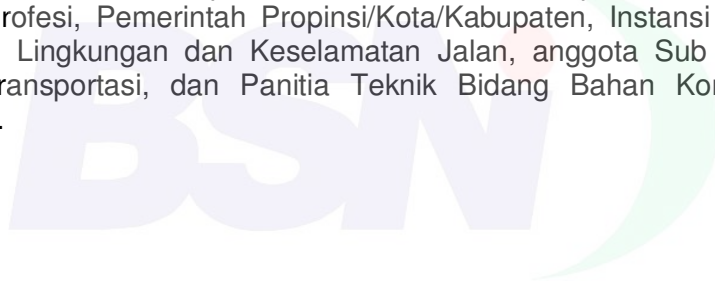 rofesi, Pemerintah Propinsi/Kota/Kabupaten, Instansi
Lingkungan dan Keselamatan Jalan, anggota Sub
ransportasi, dan Panitia Teknik Bidang Bahan Kor
.
BSN